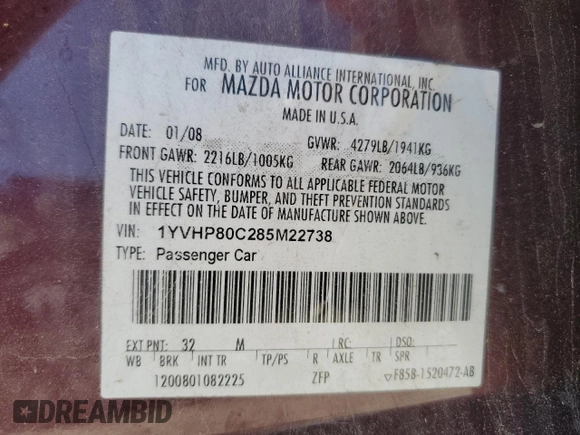 MFD. BY AUTO ALLIANCE INTERNATIONAL, INC.
FOR MAZDA MOTOR CORPORATION
MADE IN U.S.A.
DATE: 01/08 GVWR: 4279LB/1941KG
FRONT GAWR: 2216LB/1005KG REAR GAWR: 2064LB/936KG
THIS VEHICLE CONFORMS TO ALL APPLICABLE FEDERAL MOTOR
VEHICLE SAFETY, BUMPER, AND THEFT PREVENTION STANDARDS
IN EFFECT ON THE DATE OF MANUFACTURE SHOWN ABOVE.
VIN: 1YVHP80C285M22738
TYPE: Passenger Car
EXT PNT: 32 M RC: DSO:
WB BRK INT TR TP/PS R AXLE TR SPR
1200801082225 ZFP ▽F85B-1520472-AB
DREAMBID